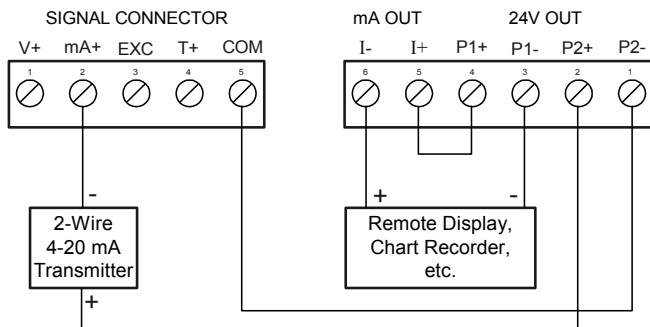 SIGNAL CONNECTOR
V+ mA+ EXC T+ COM
1 2 3 4 5
mA OUT 24V OUT
I- I+ P1+ P1- P2+ P2-
6 5 4 3 2 1
-
2-Wire
4-20 mA
Transmitter
+
+ -
Remote Display,
Chart Recorder,
etc.